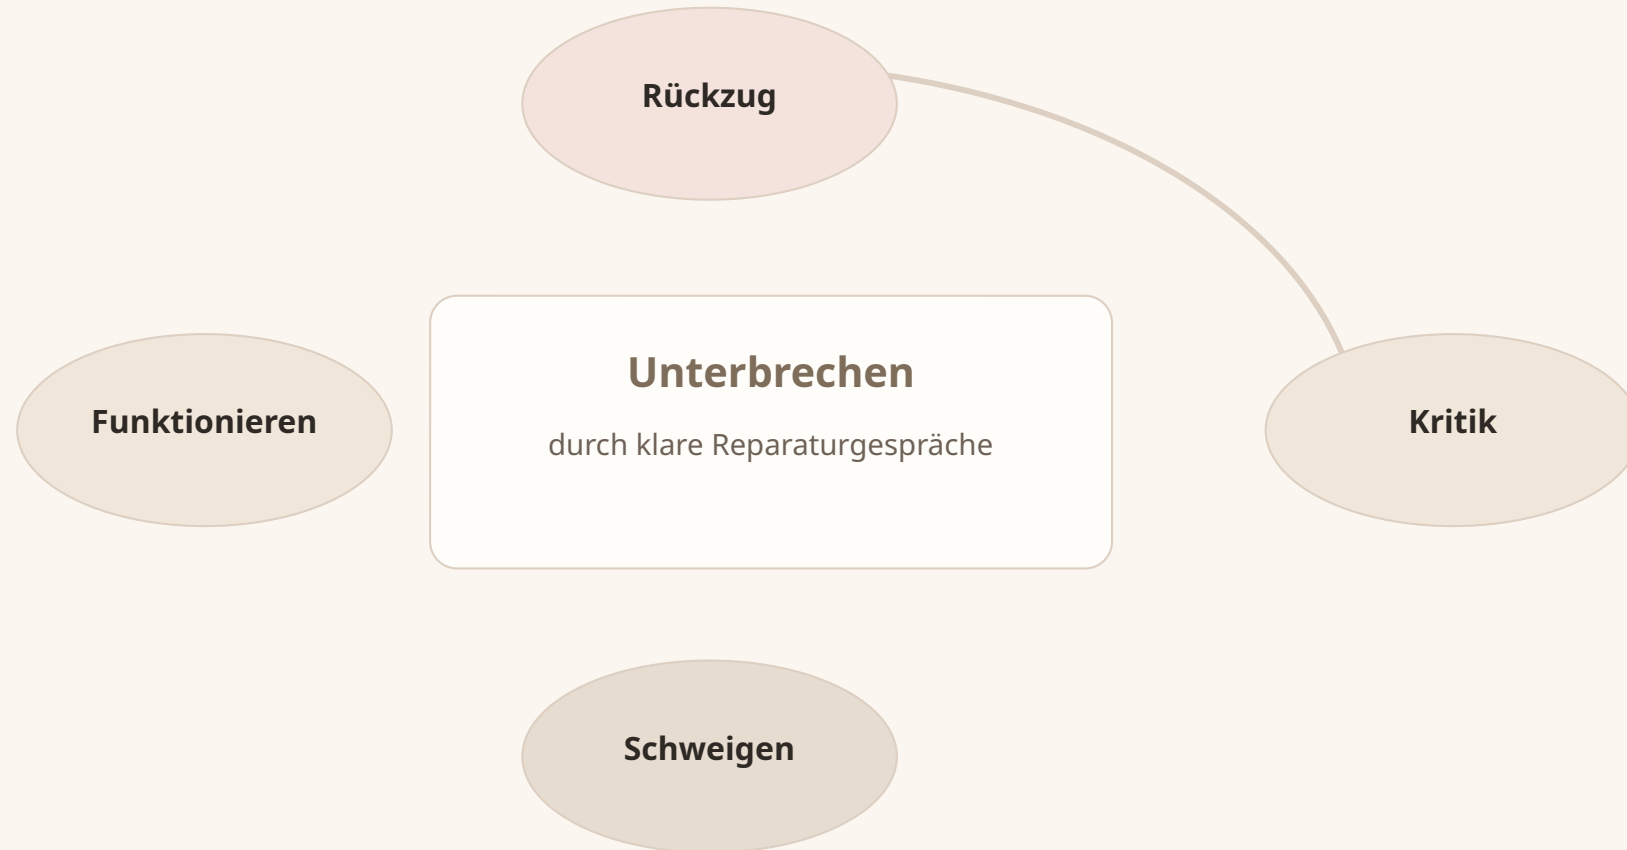 Rückzug
Unterbrechen
Funktionieren
Kritik
durch klare Reparaturgespräche
Schweigen